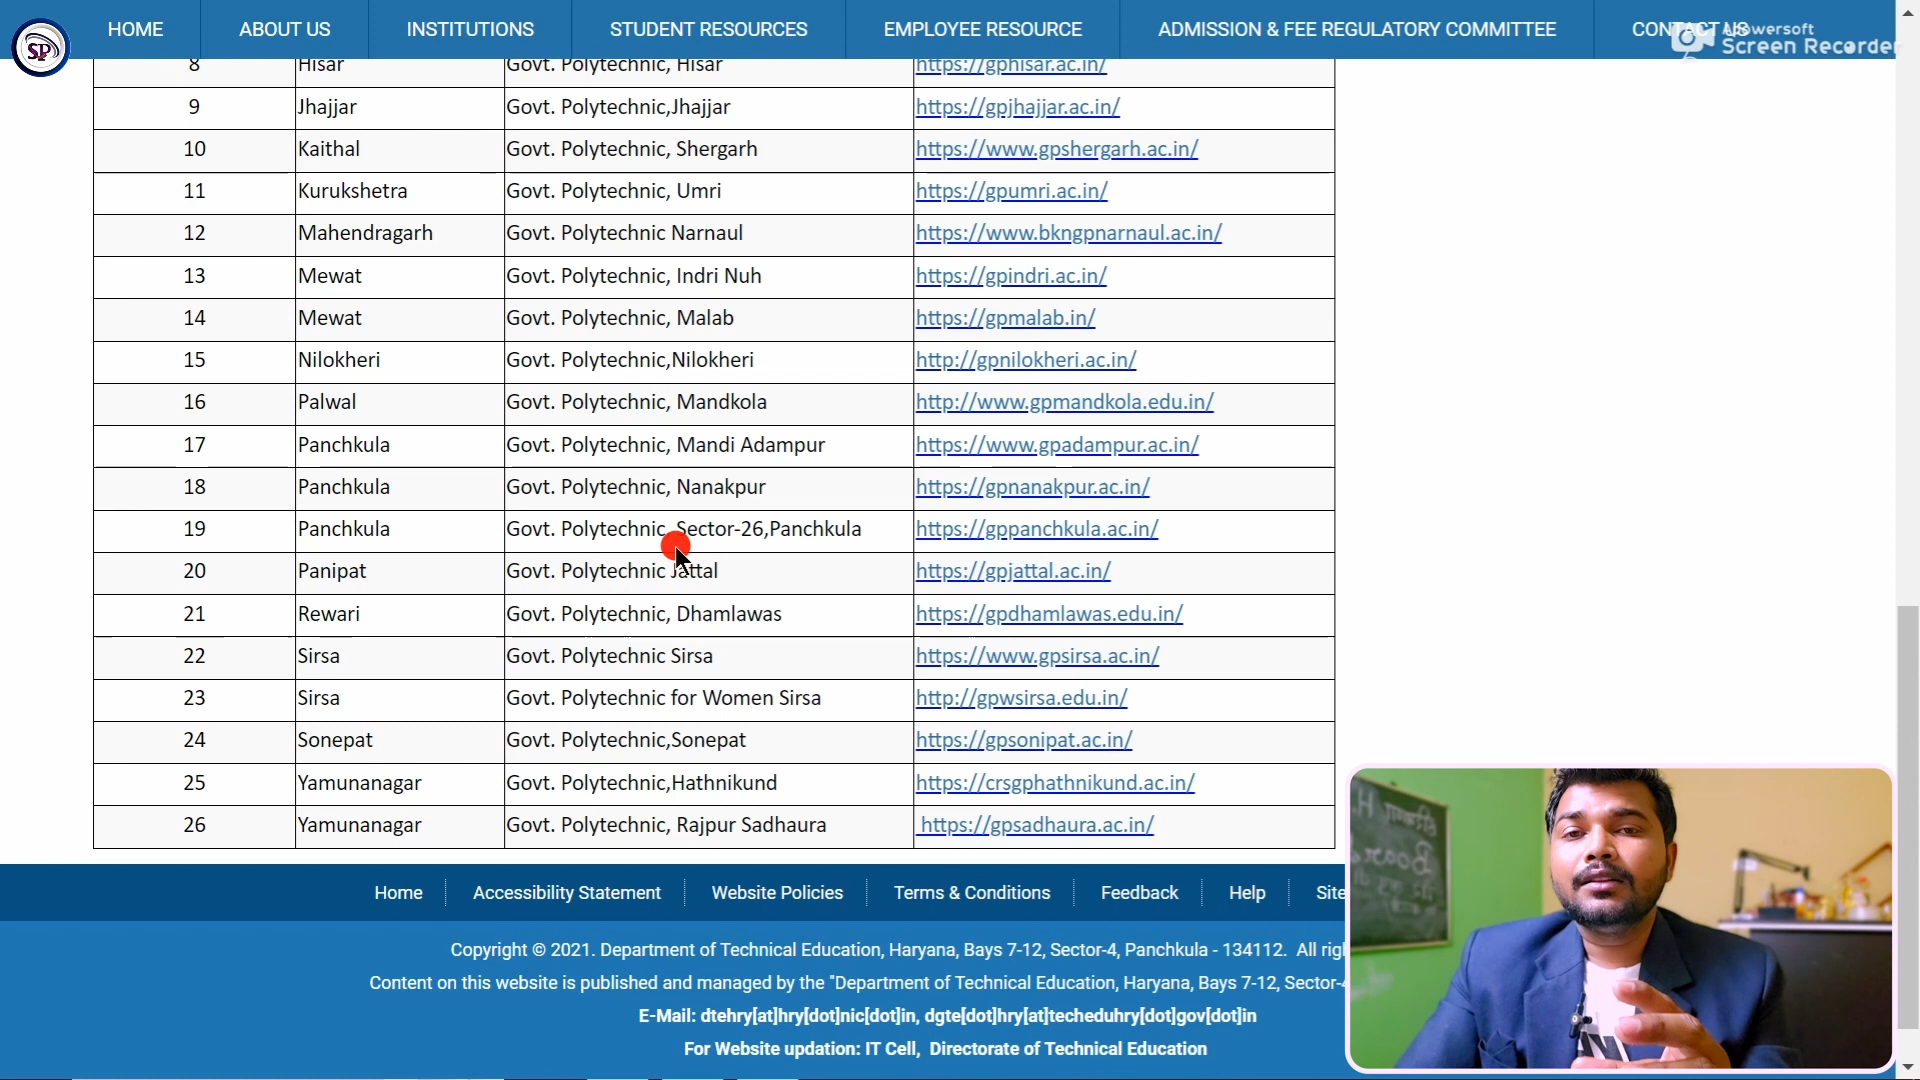 HOME ABOUT US INSTITUTIONS STUDENT RESOURCES EMPLOYEE RESOURCE ADMISSION & FEE REGULATORY COMMITTEE CONTACT US
SP
Screen Recorder
8 Hisar Govt. Polytechnic, Hisar https://gphisar.ac.in/
9 Jhajjar Govt. Polytechnic,Jhajjar https://gpjhajjar.ac.in/
10 Kaithal Govt. Polytechnic, Shergarh https://www.gpshergarh.ac.in/
11 Kurukshetra Govt. Polytechnic, Umri https://gpumri.ac.in/
12 Mahendragarh Govt. Polytechnic Narnaul https://www.bkngpnarnaul.ac.in/
13 Mewat Govt. Polytechnic, Indri Nuh https://gpindri.ac.in/
14 Mewat Govt. Polytechnic, Malab https://gpmalab.in/
15 Nilokheri Govt. Polytechnic,Nilokheri http://gpnilokheri.ac.in/
16 Palwal Govt. Polytechnic, Mandkola http://www.gpmandkola.edu.in/
17 Panchkula Govt. Polytechnic, Mandi Adampur https://www.gpadampur.ac.in/
18 Panchkula Govt. Polytechnic, Nanakpur https://gpnanakpur.ac.in/
19 Panchkula Govt. Polytechnic, Sector-26,Panchkula https://gppanchkula.ac.in/
20 Panipat Govt. Polytechnic Jattal https://gpjattal.ac.in/
21 Rewari Govt. Polytechnic, Dhamlawas https://gpdhamlawas.edu.in/
22 Sirsa Govt. Polytechnic Sirsa https://www.gpsirsa.ac.in/
23 Sirsa Govt. Polytechnic for Women Sirsa http://gpwsirsa.edu.in/
24 Sonepat Govt. Polytechnic,Sonepat https://gpsonipat.ac.in/
25 Yamunanagar Govt. Polytechnic,Hathnikund https://crsgphathnikund.ac.in/
26 Yamunanagar Govt. Polytechnic, Rajpur Sadhaura https://gpsadhaura.ac.in/
Home Accessibility Statement Website Policies Terms & Conditions Feedback Help Site
Copyright © 2021. Department of Technical Education, Haryana, Bays 7-12, Sector-4, Panchkula - 134112. All rig
Content on this website is published and managed by the "Department of Technical Education, Haryana, Bays 7-12, Sector-4
E-Mail: dtehry[at]hry[dot]nic[dot]in, dgte[dot]hry[at]techeduhry[dot]gov[dot]in
For Website updation: IT Cell, Directorate of Technical Education